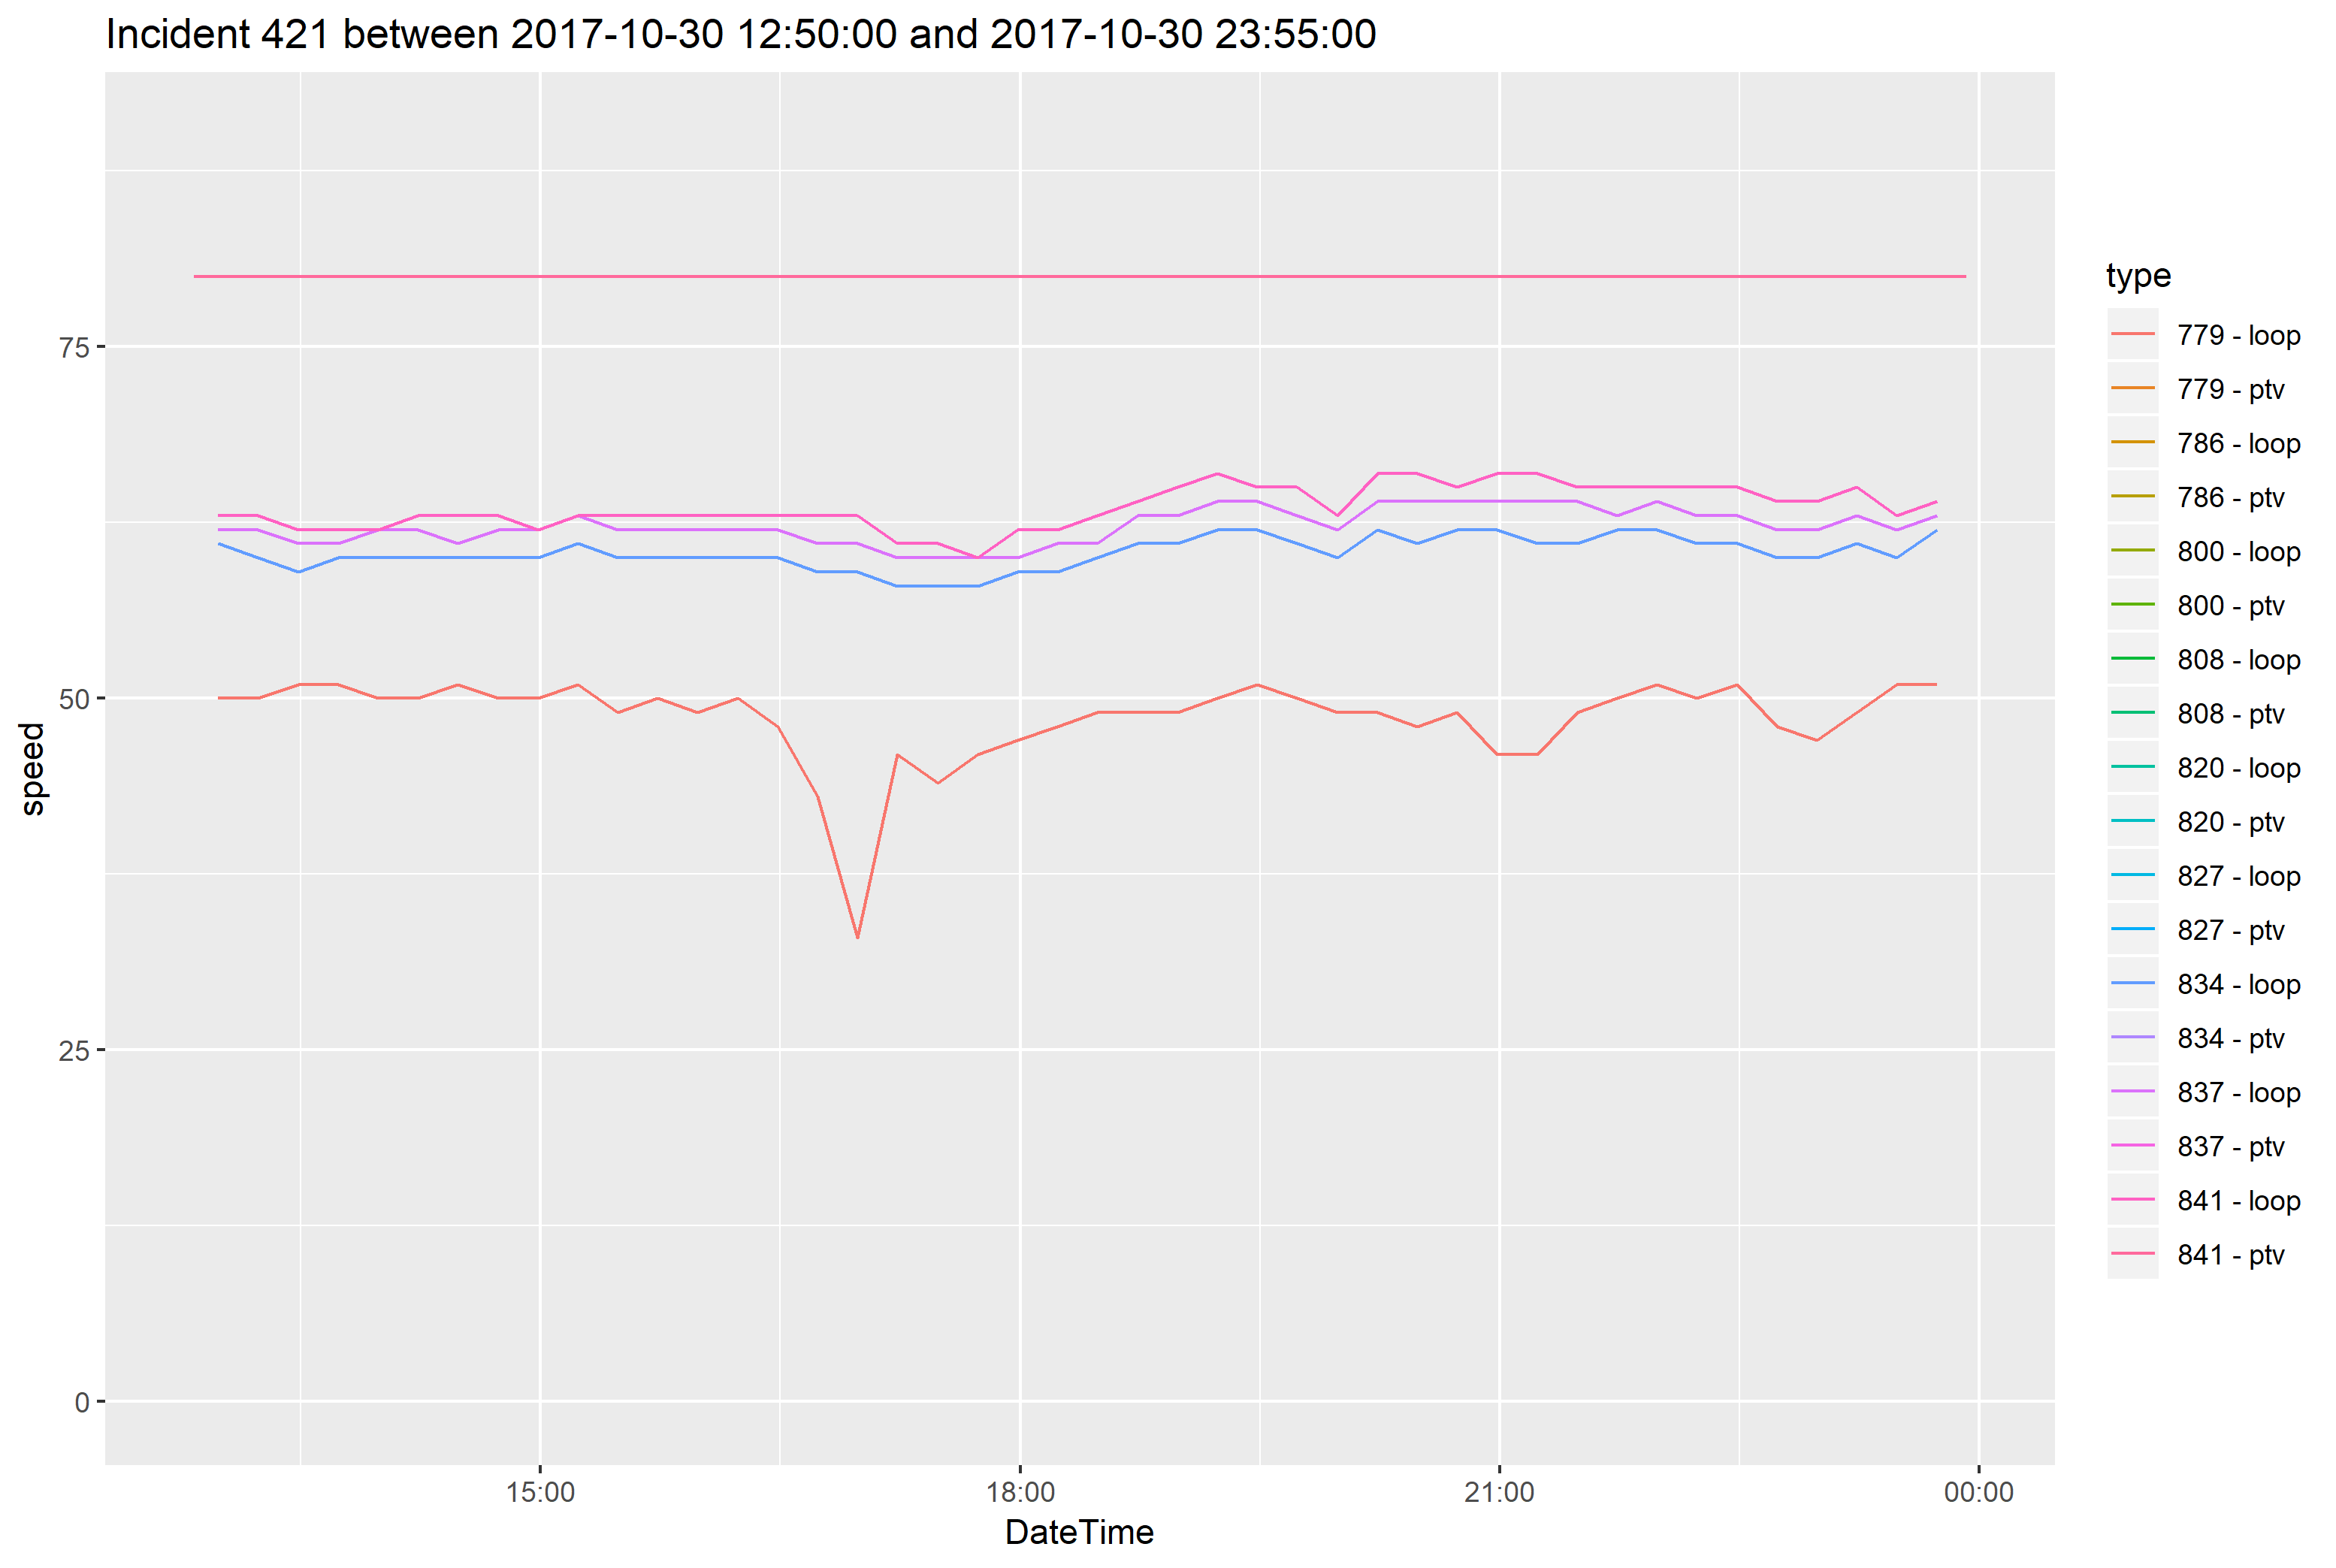 Incident 421 between 2017-10-30 12:50:00 and 2017-10-30 23:55:00
speed
75
50
25
0
15:00 18:00 21:00 00:00
DateTime
type
779 - loop
779 - ptv
786 - loop
786 - ptv
800 - loop
800 - ptv
808 - loop
808 - ptv
820 - loop
820 - ptv
827 - loop
827 - ptv
834 - loop
834 - ptv
837 - loop
837 - ptv
841 - loop
841 - ptv